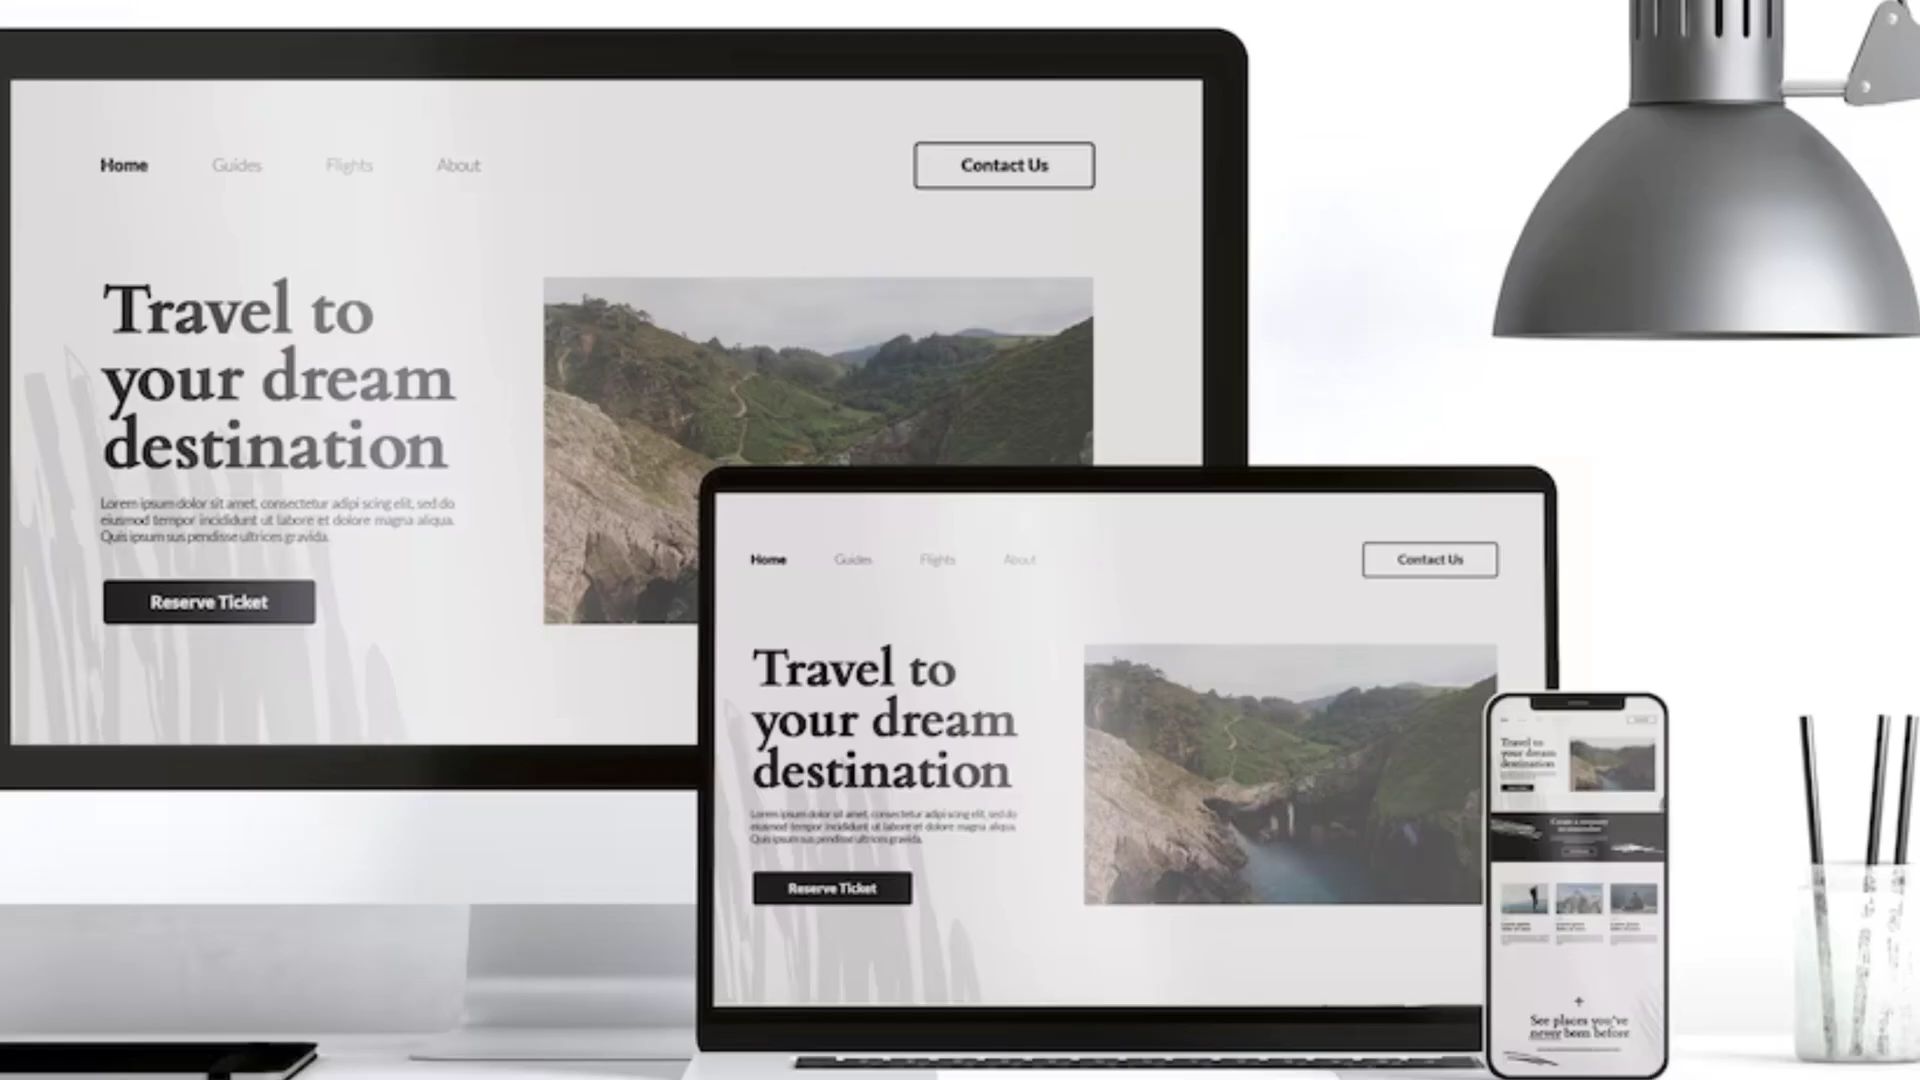 Home Guides Flights About Contact Us
Travel to
your dream
destination
Lorem ipsum dolor sit amet, consectetur adipi scing elit, sed do
eiusmod tempor incididunt ut labore et dolore magna aliqua.
Quis ipsum sus pendisse ultrices gravida.
Reserve Ticket
Home Guides Flights About Contact Us
Travel to
your dream
destination
Lorem ipsum dolor sit amet, consectetur adipi scing elit, sed do
eiusmod tempor incididunt ut labore et dolore magna aliqua.
Quis ipsum sus pendisse ultrices gravida.
Reserve Ticket
Travel to
your dream
destination
See places you've
never been before